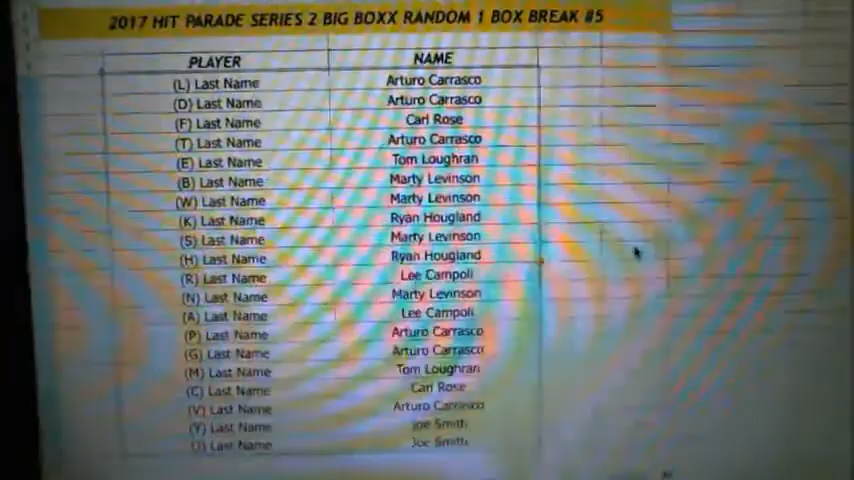 2017 HIT PARADE SERIES 2 BIG BOXX RANDOM 1 BOX BREAK #5
PLAYER NAME
(L) Last Name Arturo Carrasco
(D) Last Name Arturo Carrasco
(F) Last Name Carl Rose
(T) Last Name Arturo Carrasco
(E) Last Name Tom Loughran
(B) Last Name Marty Levinson
(W) Last Name Marty Levinson
(K) Last Name Ryan Hougland
(S) Last Name Marty Levinson
(H) Last Name Ryan Hougland
(R) Last Name Lee Campoli
(N) Last Name Marty Levinson
(A) Last Name Lee Campoli
(P) Last Name Arturo Carrasco
(G) Last Name Arturo Carrasco
(M) Last Name Tom Loughran
(C) Last Name Carl Rose
(V) Last Name Arturo Carrasco
(Y) Last Name Joe Smith
(J) Last Name Joe Smith